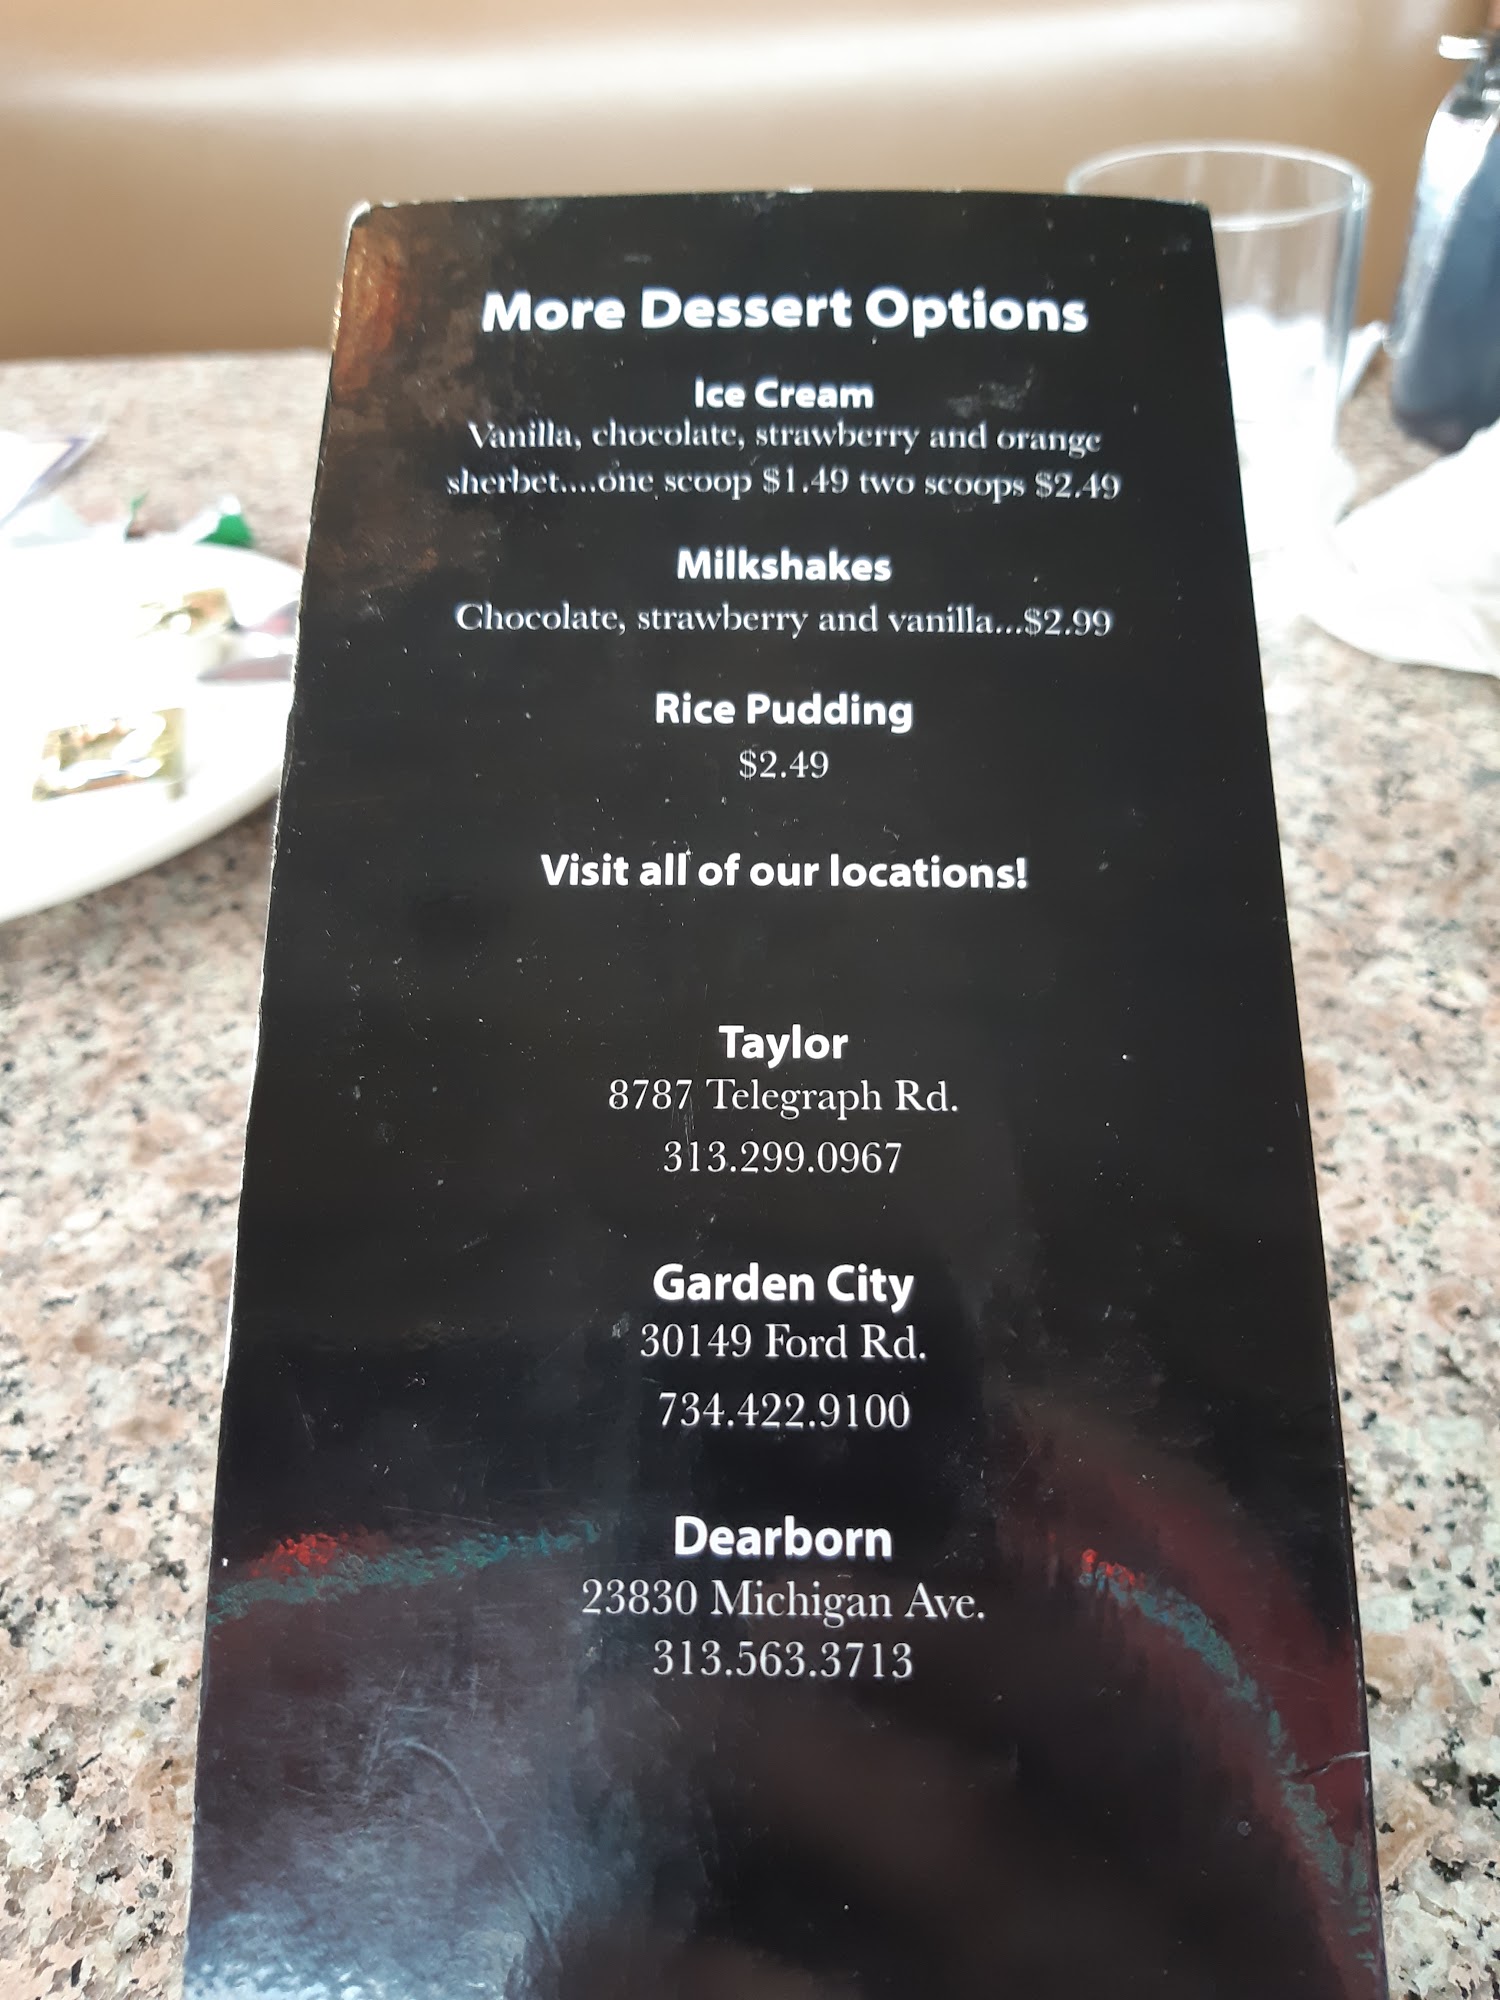 More Dessert Options
Ice Cream
Vanilla, chocolate, strawberry and orange
sherbet....one scoop $1.49 two scoops $2.49
Milkshakes
Chocolate, strawberry and vanilla...$2.99
Rice Pudding
$2.49
Visit all of our locations!
Taylor
8787 Telegraph Rd.
313.299.0967
Garden City
30149 Ford Rd.
734.422.9100
Dearborn
23830 Michigan Ave.
313.563.3713